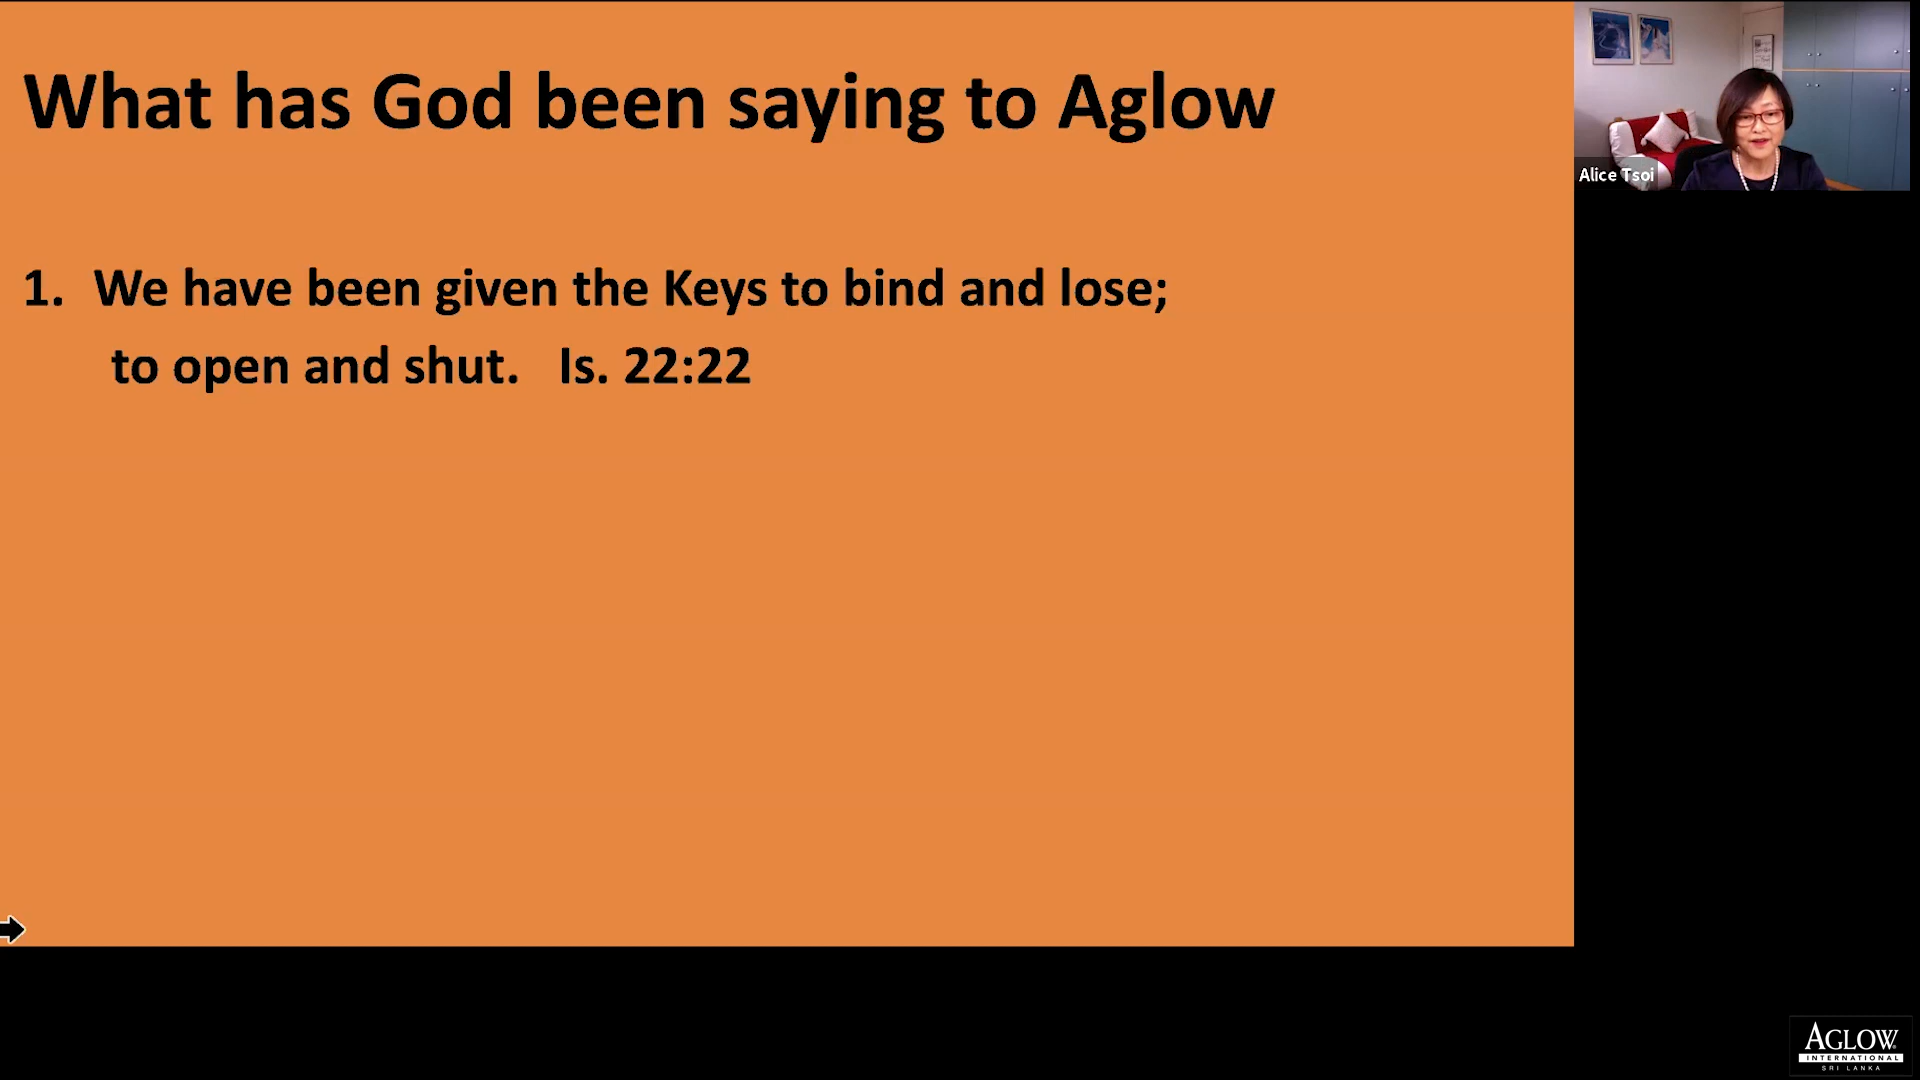 What has God been saying to Aglow
Alice Tsoi
1. We have been given the Keys to bind and lose;
to open and shut. Is. 22:22
AGLOW
INTERNATIONAL
SRI LANKA